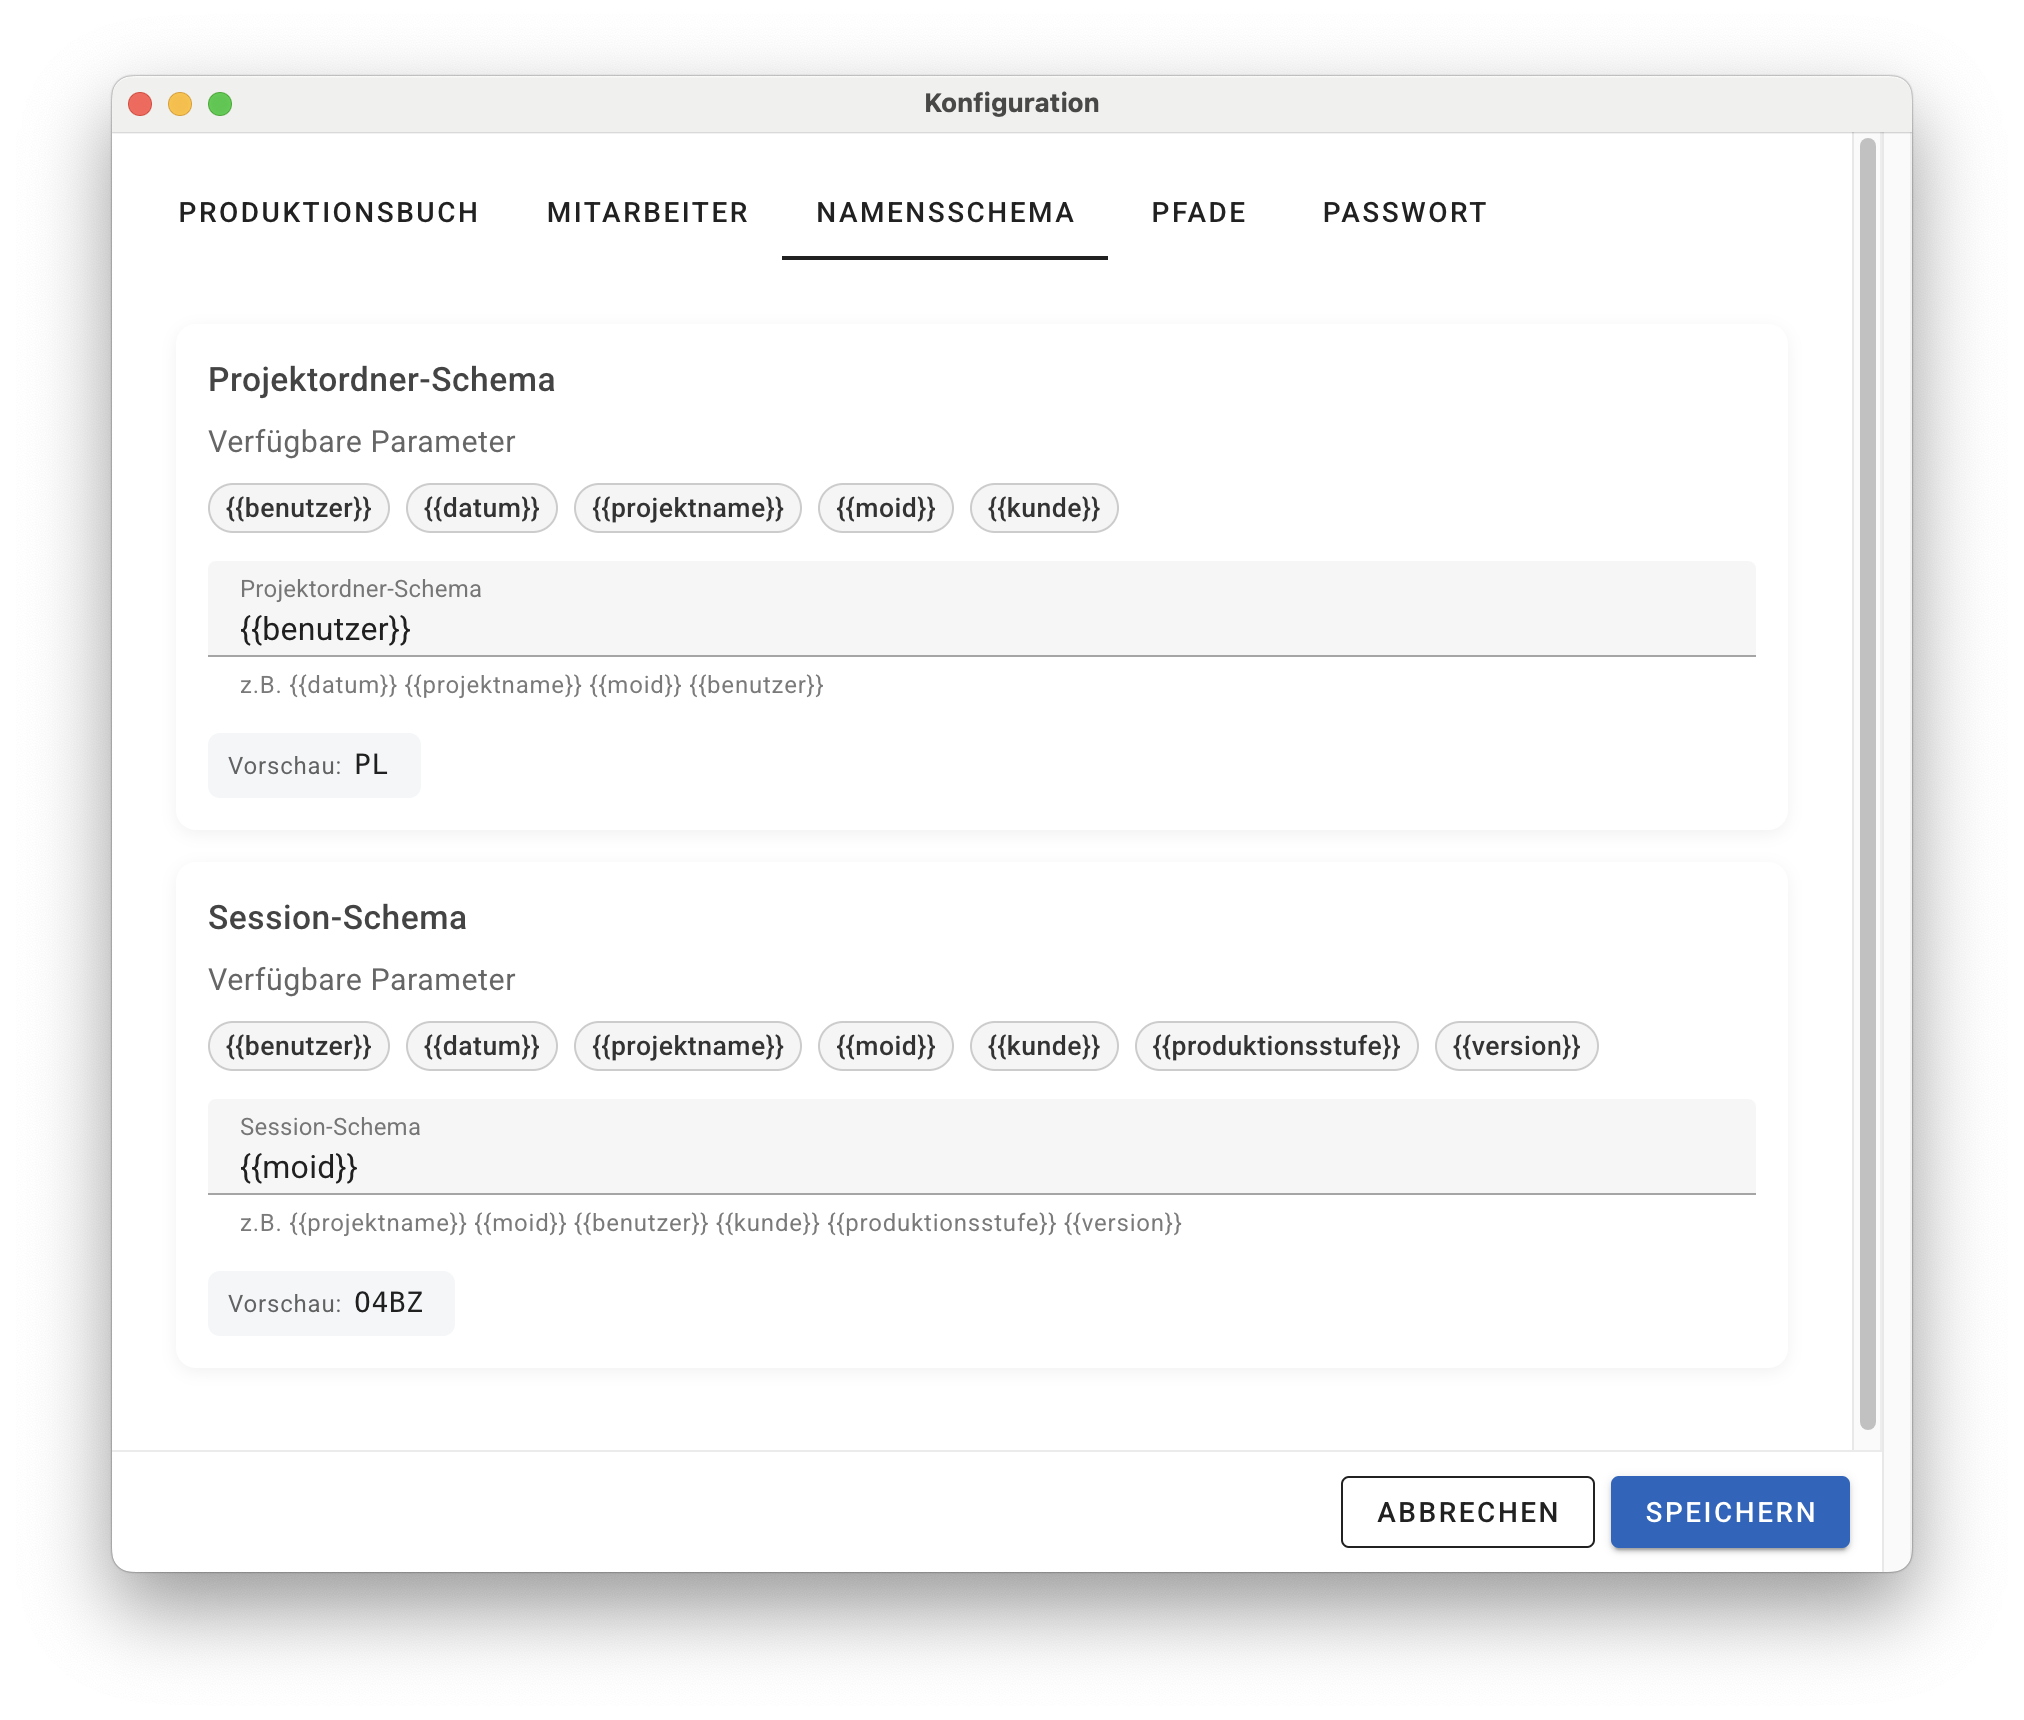 Konfiguration
PRODUKTIONSBUCH MITARBEITER NAMENSSCHEMA PFADE PASSWORT
Projektordner-Schema
Verfügbare Parameter
{{benutzer}} {{datum}} {{projektname}} {{moid}} {{kunde}}
Projektordner-Schema
{{benutzer}}
z.B. {{datum}} {{projektname}} {{moid}} {{benutzer}}
Vorschau: PL
Session-Schema
Verfügbare Parameter
{{benutzer}} {{datum}} {{projektname}} {{moid}} {{kunde}} {{produktionsstufe}} {{version}}
Session-Schema
{{moid}}
z.B. {{projektname}} {{moid}} {{benutzer}} {{kunde}} {{produktionsstufe}} {{version}}
Vorschau: 04BZ
ABBRECHEN SPEICHERN